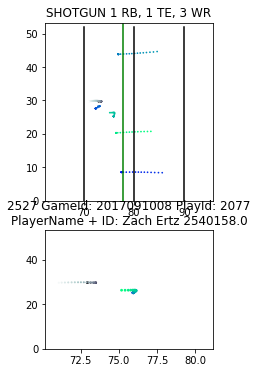 SHOTGUN 1 RB, 1 TE, 3 WR
50
40
30
20
10
0
70 80 90
2527 GameId: 2017091008 PlayId: 2077
PlayerName + ID: Zach Ertz 2540158.0
40
20
0
72.5 75.0 77.5 80.0